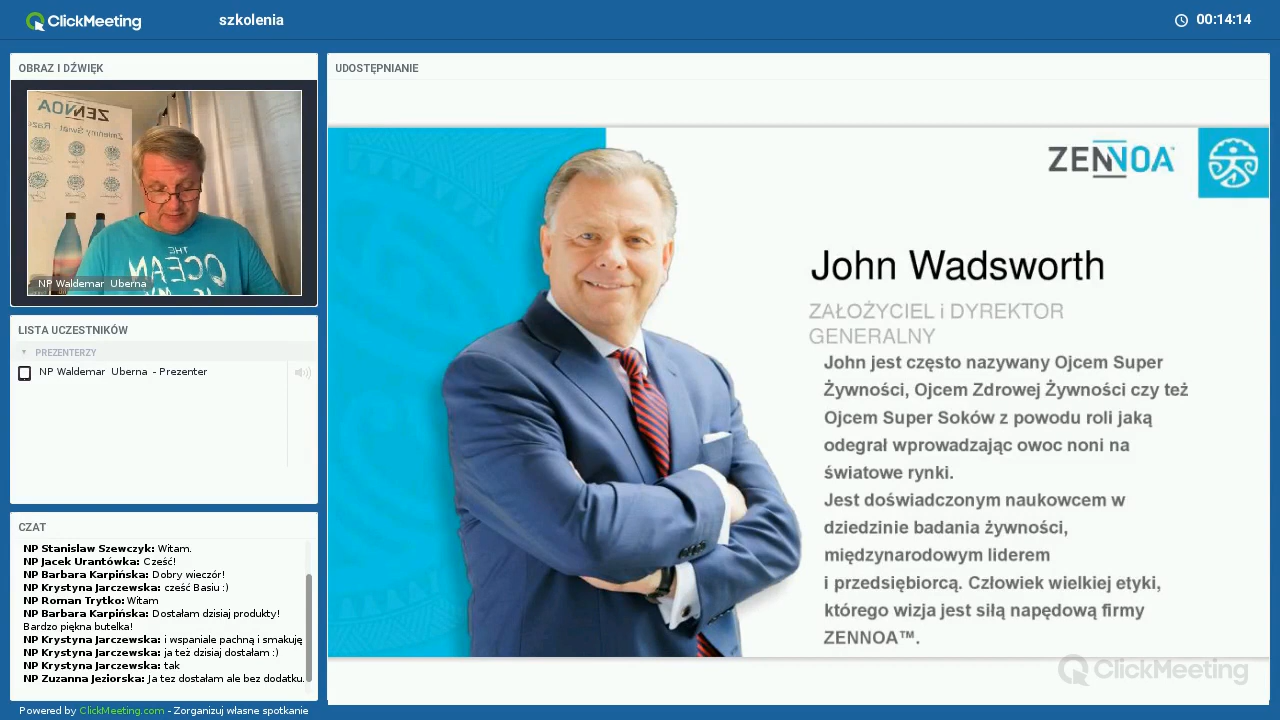 ClickMeeting
szkolenia
00:14:14
OBRAZ I DŹWIĘK
ZENNOA
Zmieńmy Świat Raze
THE
OCEAN
NP Waldemar Uberna
LISTA UCZESTNIKÓW
PREZENTERZY
NP Waldemar Uberna - Prezenter
CZAT
NP Stanislaw Szewczyk: Witam.
NP Jacek Urantówka: Cześć!
NP Barbara Karpińska: Dobry wieczór!
NP Krystyna Jarczewska: cześć Basiu :)
NP Roman Trytko: Witam
NP Barbara Karpińska: Dostałam dzisiaj produkty!
Bardzo piękna butelka!
NP Krystyna Jarczewska: i wspaniale pachną i smakuję
NP Krystyna Jarczewska: ja też dzisiaj dostałam :)
NP Krystyna Jarczewska: tak
NP Zuzanna Jeziorska: Ja tez dostałam ale bez dodatku.
Powered by ClickMeeting.com - Zorganizuj własne spotkanie
UDOSTĘPNIANIE
ZENNOA™
John Wadsworth
ZAŁOŻYCIEL i DYREKTOR
GENERALNY
John jest często nazywany Ojcem Super
Żywności, Ojcem Zdrowej Żywności czy też
Ojcem Super Soków z powodu roli jaką
odegrał wprowadzając owoc noni na
światowe rynki.
Jest doświadczonym naukowcem w
dziedzinie badania żywności,
międzynarodowym liderem
i przedsiębiorcą. Człowiek wielkiej etyki,
którego wizja jest siłą napędową firmy
ZENNOA™.
ClickMeeting